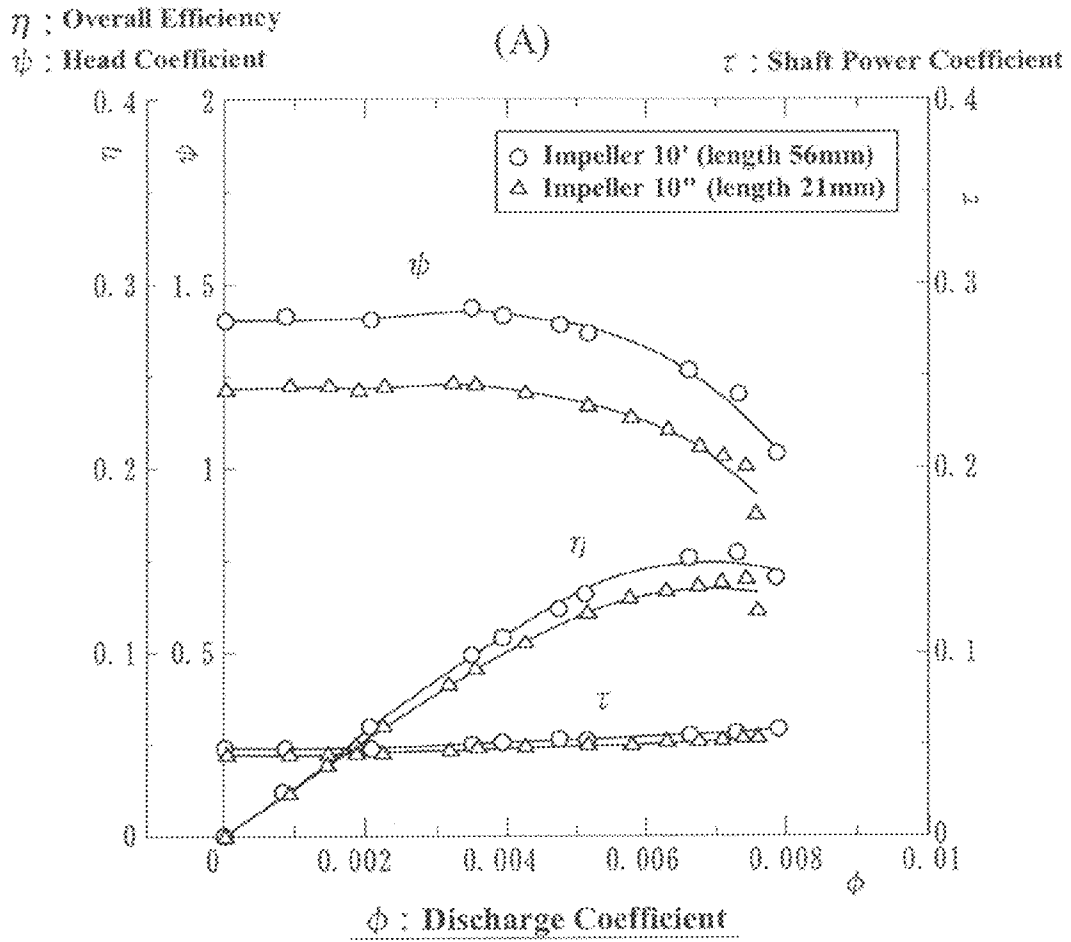 η : Overall Efficiency
ψ : Head Coefficient
(A)
τ : Shaft Power Coefficient
0.4
2
0.4
η
ψ
τ
○ Impeller 10' (length 56mm)
△ Impeller 10" (length 21mm)
ψ
0.3
1.5
0.3
0.2
1
0.2
η
0.1
0.5
0.1
τ
0
0
0
0.002
0.004
0.006
0.008
0.01
φ
φ : Discharge Coefficient